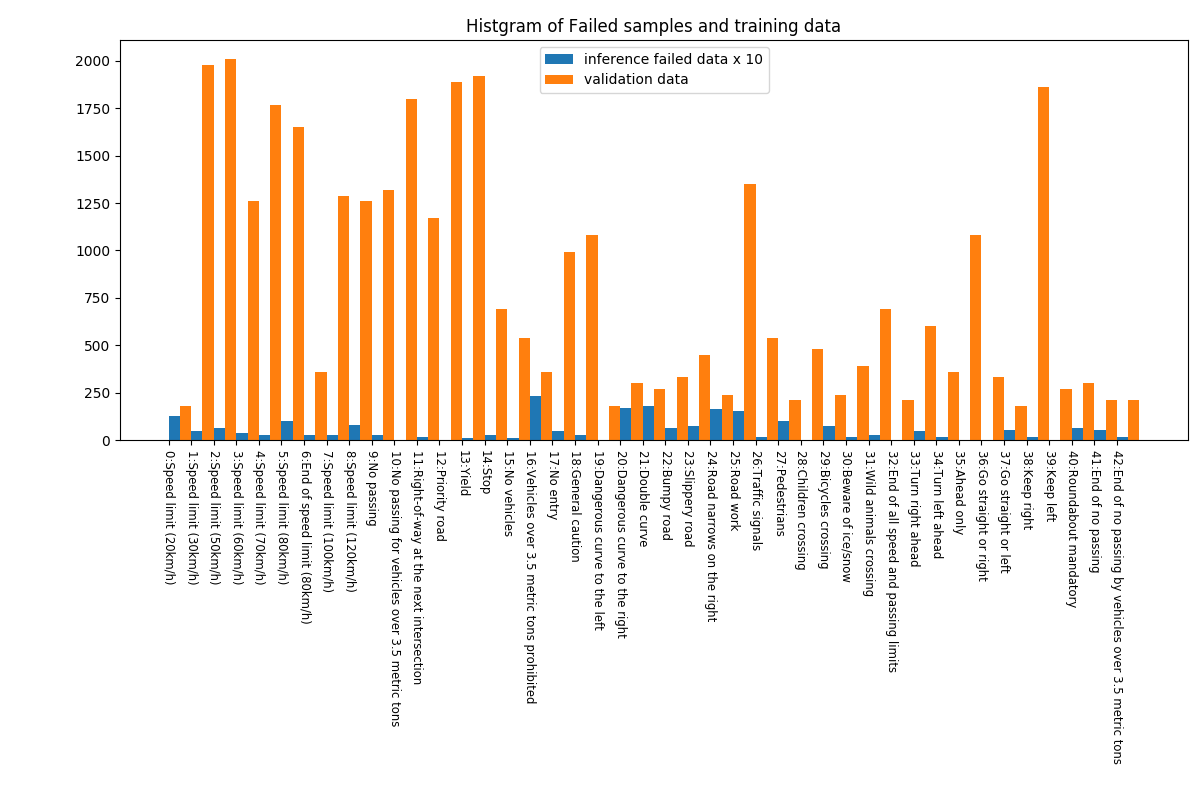 Histgram of Failed samples and training data
inference failed data x 10
validation data
2000
1750
1500
1250
1000
750
500
250
0
0:Speed limit (20km/h)
1:Speed limit (30km/h)
2:Speed limit (50km/h)
3:Speed limit (60km/h)
4:Speed limit (70km/h)
5:Speed limit (80km/h)
6:End of speed limit (80km/h)
7:Speed limit (100km/h)
8:Speed limit (120km/h)
9:No passing
10:No passing for vehicles over 3.5 metric tons
11:Right-of-way at the next intersection
12:Priority road
13:Yield
14:Stop
15:No vehicles
16:Vehicles over 3.5 metric tons prohibited
17:No entry
18:General caution
19:Dangerous curve to the left
20:Dangerous curve to the right
21:Double curve
22:Bumpy road
23:Slippery road
24:Road narrows on the right
25:Road work
26:Traffic signals
27:Pedestrians
28:Children crossing
29:Bicycles crossing
30:Beware of ice/snow
31:Wild animals crossing
32:End of all speed and passing limits
33:Turn right ahead
34:Turn left ahead
35:Ahead only
36:Go straight or right
37:Go straight or left
38:Keep right
39:Keep left
40:Roundabout mandatory
41:End of no passing
42:End of no passing by vehicles over 3.5 metric tons